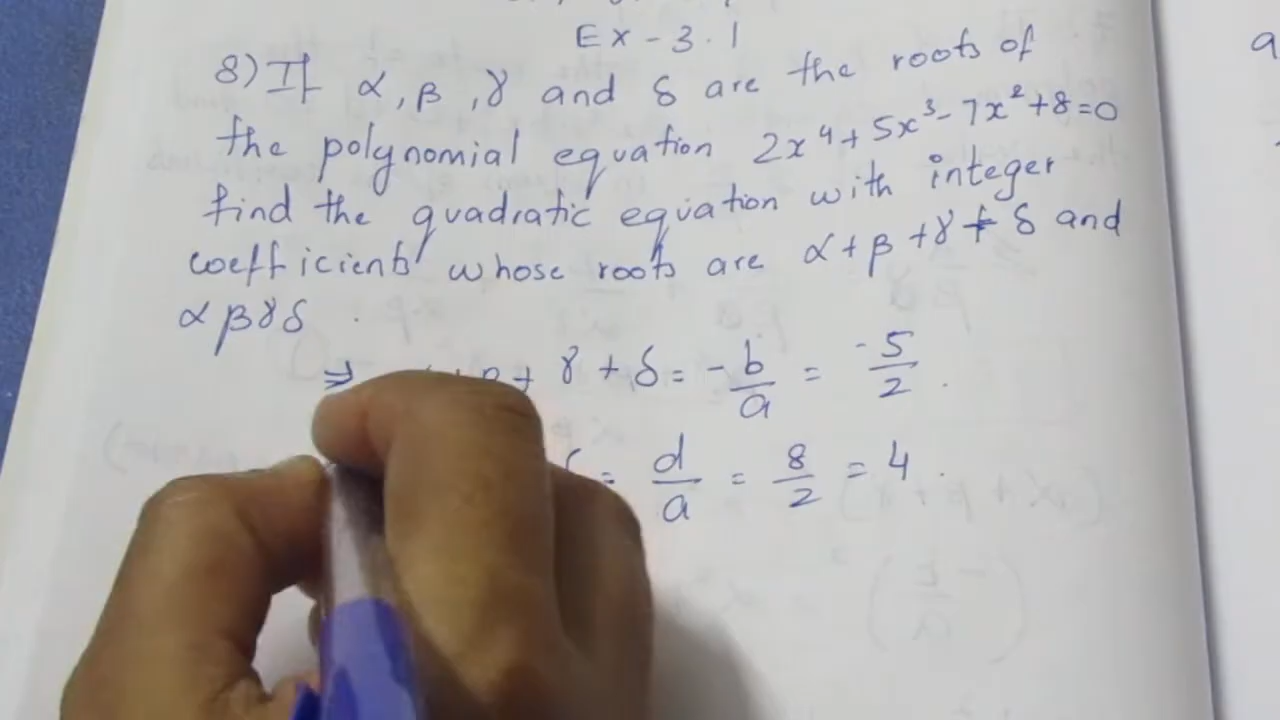 Ex - 3.1
8) If α, β, γ and δ are the roots of
the polynomial equation 2x⁴ + 5x³ - 7x² + 8 = 0
find the quadratic equation with integer
coefficients whose roots are α + β + γ + δ and
αβγδ.
⇒ + β + γ + δ = -b/a = -5/2.
= d/a = 8/2 = 4.